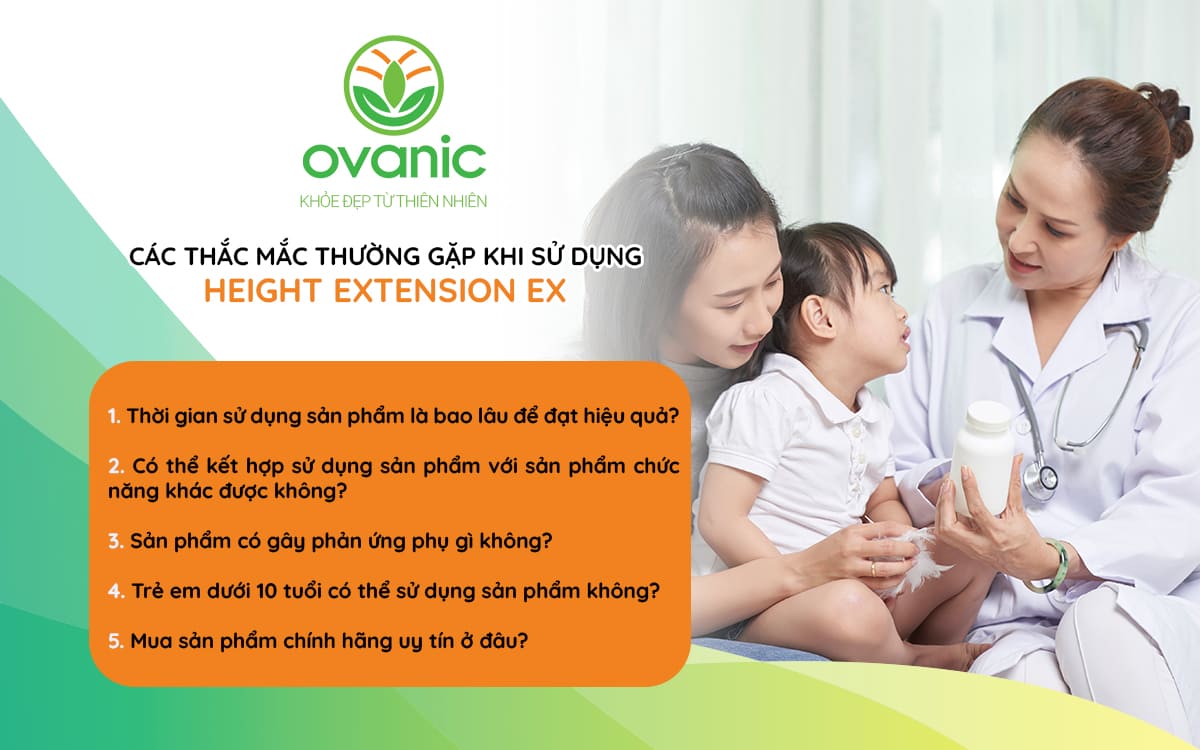 ovanic
KHỎE ĐẸP TỪ THIÊN NHIÊN
CÁC THẮC MẮC THƯỜNG GẶP KHI SỬ DỤNG
HEIGHT EXTENSION EX
1. Thời gian sử dụng sản phẩm là bao lâu để đạt hiệu quả?
2. Có thể kết hợp sử dụng sản phẩm với sản phẩm chức
năng khác được không?
3. Sản phẩm có gây phản ứng phụ gì không?
4. Trẻ em dưới 10 tuổi có thể sử dụng sản phẩm không?
5. Mua sản phẩm chính hãng uy tín ở đâu?